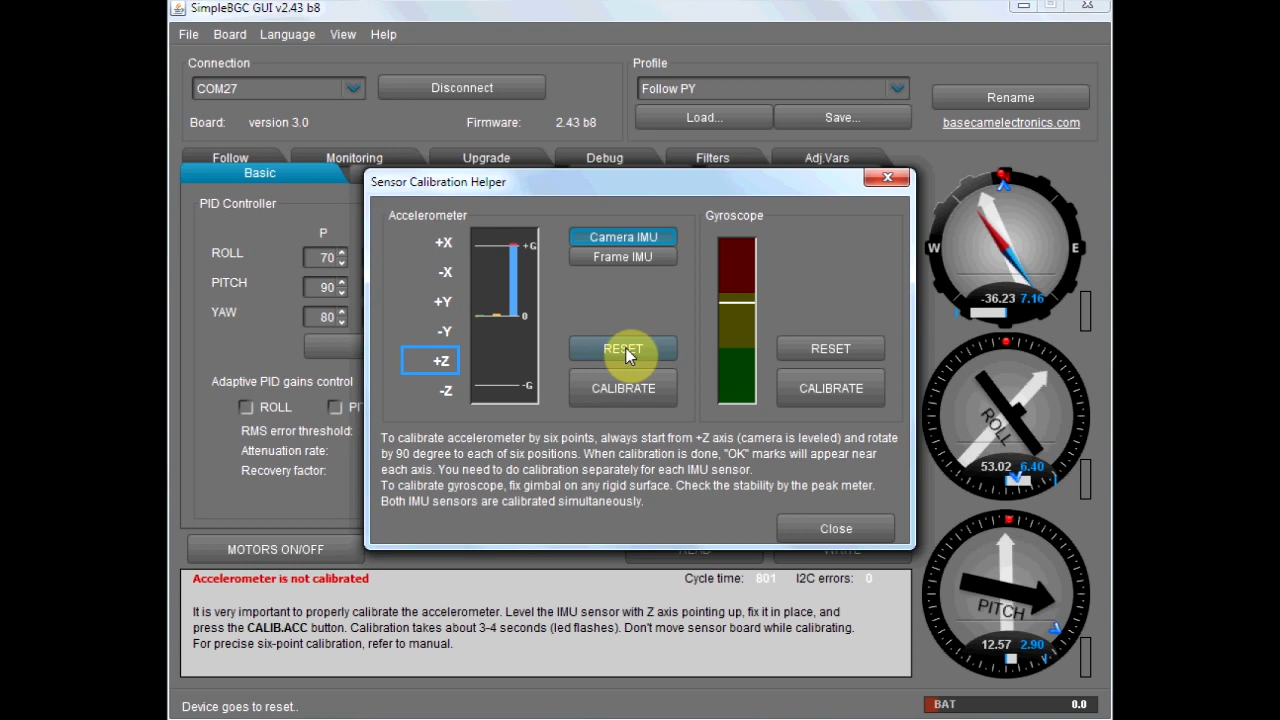 SimpleBGC GUI v2.43 b8
File Board Language View Help
Connection
COM27
Disconnect
Board: version 3.0 Firmware: 2.43 b8
Profile
Follow PY
Rename
Load...
Save...
basecamelectronics.com
Follow Monitoring Upgrade Debug Filters Adj.Vars
Basic
PID Controller
P
ROLL 70
PITCH 90
YAW 80
Adaptive PID gains control
ROLL PI
RMS error threshold:
Attenuation rate:
Recovery factor:
MOTORS ON/OFF
Sensor Calibration Helper
Accelerometer
+X
-X
+Y
-Y
+Z
-Z
+G
0
-G
Camera IMU
Frame IMU
RESET
CALIBRATE
Gyroscope
RESET
CALIBRATE
To calibrate accelerometer by six points, always start from +Z axis (camera is leveled) and rotate
by 90 degree to each of six positions. When calibration is done, "OK" marks will appear near
each axis. You need to do calibration separately for each IMU sensor.
To calibrate gyroscope, fix gimbal on any rigid surface. Check the stability by the peak meter.
Both IMU sensors are calibrated simultaneously.
Close
W E
-36.23 7.16
ROLL
53.02 6.40
PITCH
12.57 2.90
Accelerometer is not calibrated
Cycle time: 801 I2C errors: 0
It is very important to properly calibrate the accelerometer. Level the IMU sensor with Z axis pointing up, fix it in place, and
press the CALIB.ACC button. Calibration takes about 3-4 seconds (led flashes). Don't move sensor board while calibrating.
For precise six-point calibration, refer to manual.
Device goes to reset..
BAT 0.0